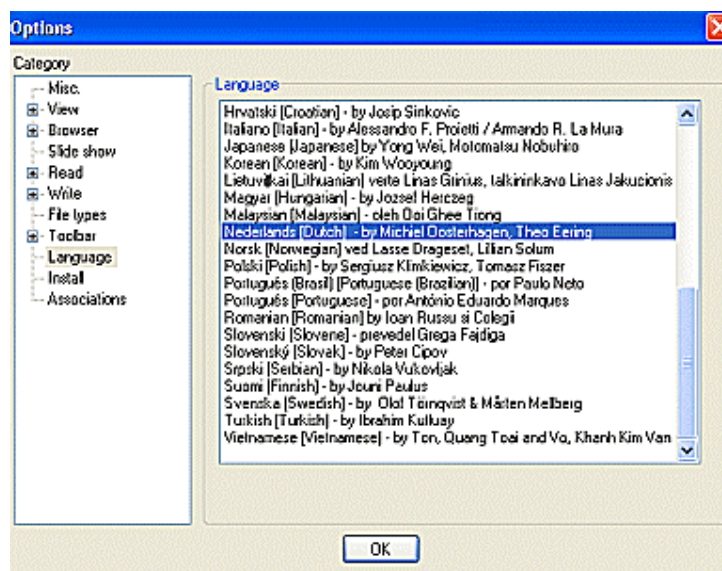 Options
Category
Misc.
View
Browser
Slide show
Read
Write
File types
Toolbar
Language
Install
Associations
Language
Hrvatski [Croatian] - by Josip Sinkovic
Italiano [Italian] - by Alessandro F. Proietti / Armando R. La Mura
Japanese [Japanese] by Yong Wei, Motomatsu Nobuhiro
Korean [Korean] - by Kim Wooyoung
[Lithuanian] vertė Linas Grinius, talkininkavo Linas Jakucionis
Magyar [Hungarian] - by Jozsef Herczeg
Malaysian [Malaysian] - oleh Ooi Ghee Tiong
Nederlands [Dutch] - by Michiel Oosterhagen, Theo Eering
Norsk [Norwegian] ved Lasse Drageset, Lillian Solum
Polski [Polish] - by Sergiusz Klimkiewicz, Tomasz Fiszer
Português (Brasil) [Portuguese (Brazilian)] - por Paulo Neto
Português [Portuguese] - por António Eduardo Marques
Romanian [Romanian] by Ioan Russu si Colegii
Slovenski [Slovene] - prevedel Grega Fajdiga
Slovenský [Slovak] - by Peter Cipov
Srpski [Serbian] - by Nikola Vukovljak
Suomi [Finnish] - by Jouni Paulus
Svenska [Swedish] - by Olof Törnqvist & Mårten Mellberg
Turkish [Turkish] - by Ibrahim Kutluay
Vietnamese [Vietnamese] - by Ton, Quang Toai and Vo, Khanh Kim Van
OK